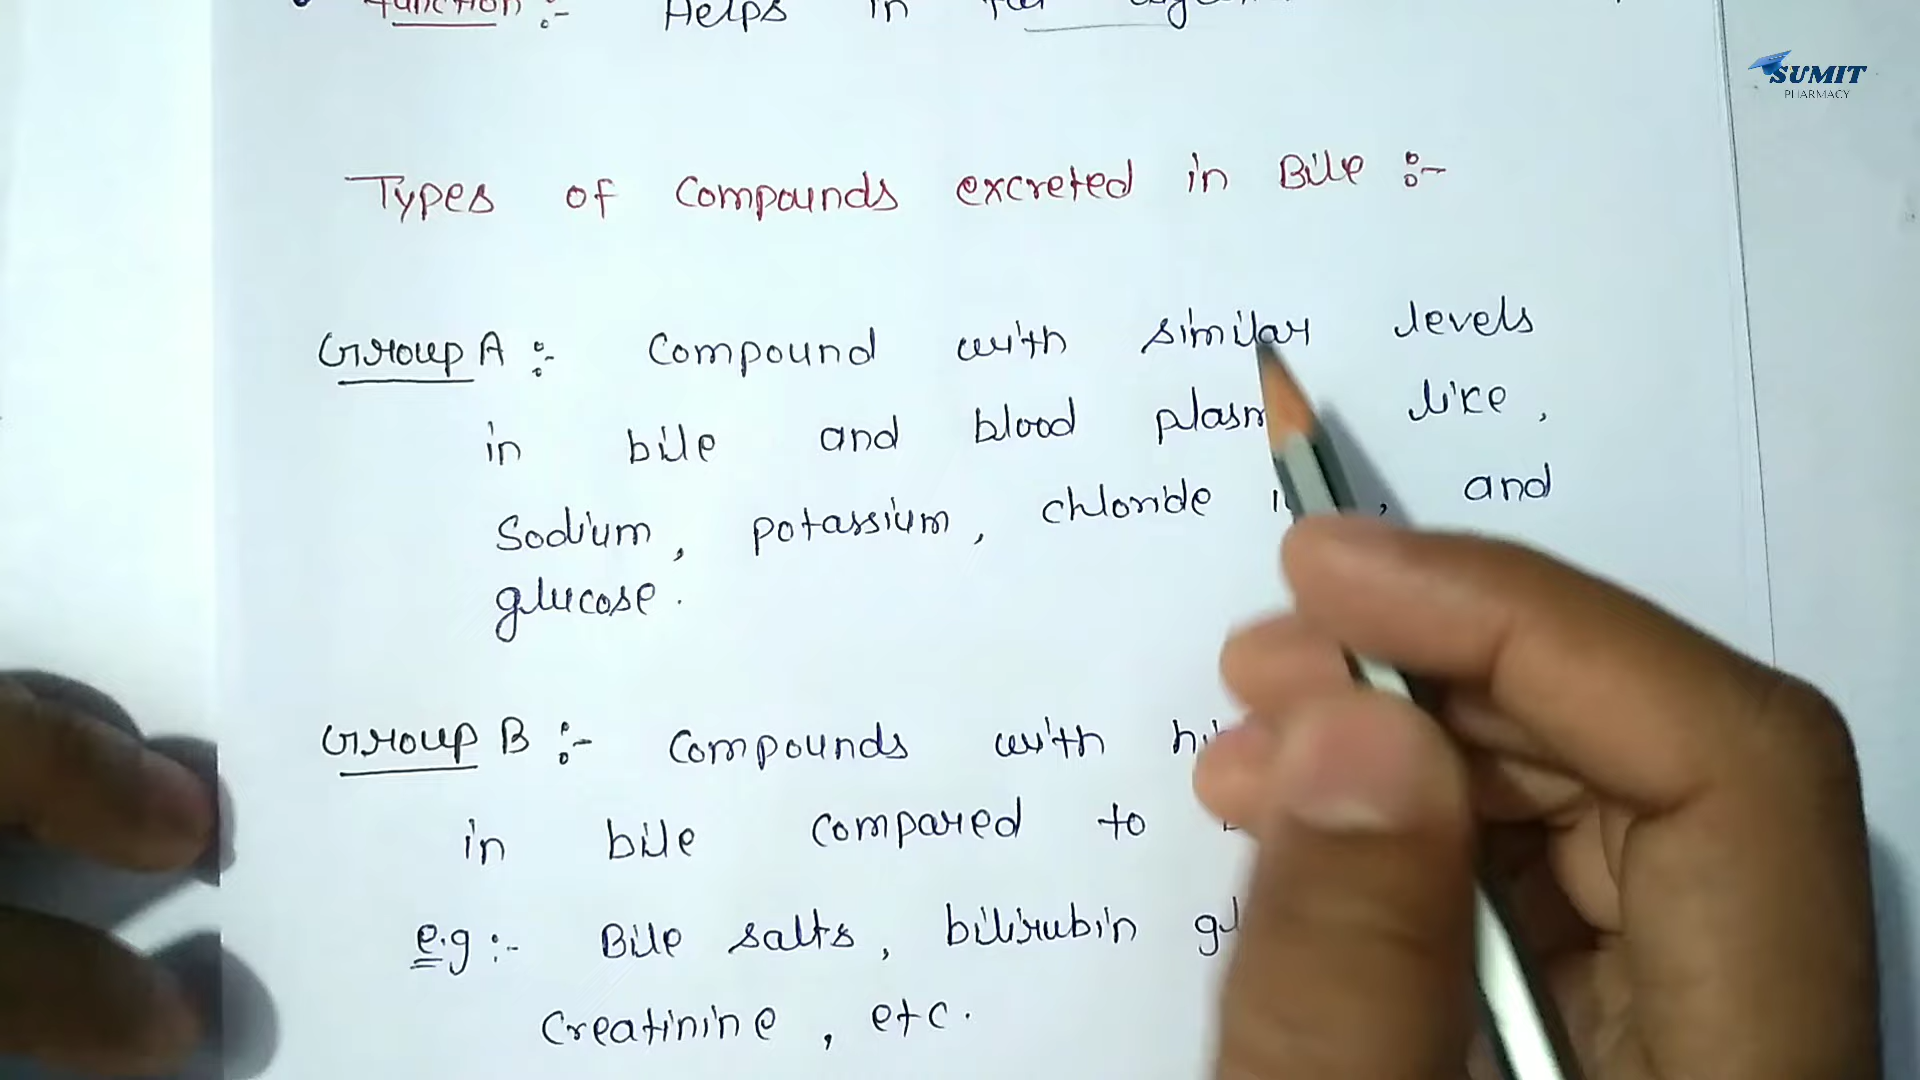 Function :- Helps in
SUMIT
PHARMACY
Types of Compounds excreted in Bile :-
Group A :- Compound with similar levels
in bile and blood like,
Sodium, potassium, chloride , and
glucose.
Group B :- Compounds with
in bile compared to
e.g :- Bile salts, bilirubin
Creatinine, etc.